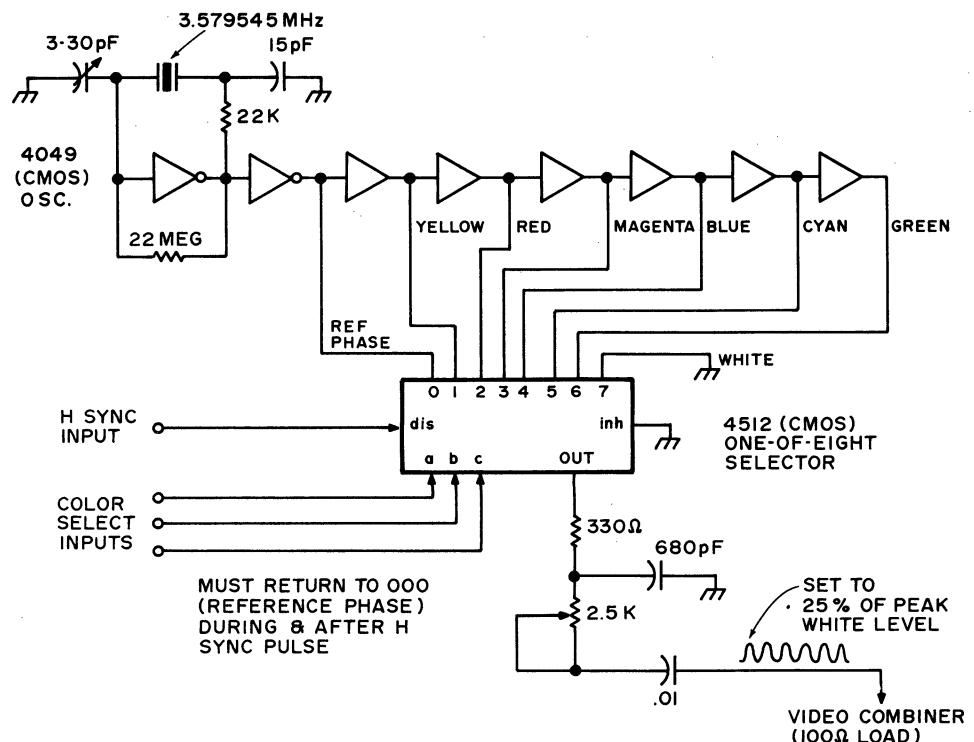 3.579545 MHz
3-30pF
15pF
22K
4049
(CMOS)
OSC.
22 MEG
YELLOW
RED
MAGENTA
BLUE
CYAN
GREEN
REF
PHASE
WHITE
0 1 2 3 4 5 6 7
H SYNC
INPUT
dis
inh
4512 (CMOS)
ONE-OF-EIGHT
SELECTOR
a b c
OUT
COLOR
SELECT
INPUTS
330Ω
680pF
MUST RETURN TO 000
(REFERENCE PHASE)
DURING & AFTER H
SYNC PULSE
2.5 K
SET TO
25% OF PEAK
WHITE LEVEL
.01
VIDEO COMBINER
(100Ω LOAD)